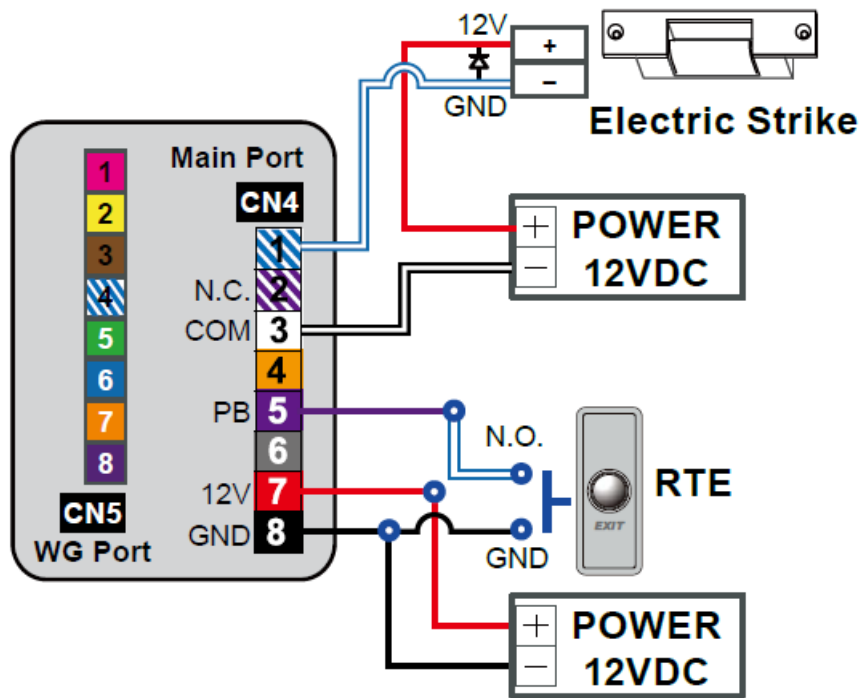 12V
+
−
GND
Electric Strike
Main Port
CN4
1
2
3
4
5
6
7
8
CN5
WG Port
1
N.C. 2
COM 3
4
PB 5
6
12V 7
GND 8
+ POWER
− 12VDC
N.O.
GND
EXIT
RTE
+ POWER
− 12VDC